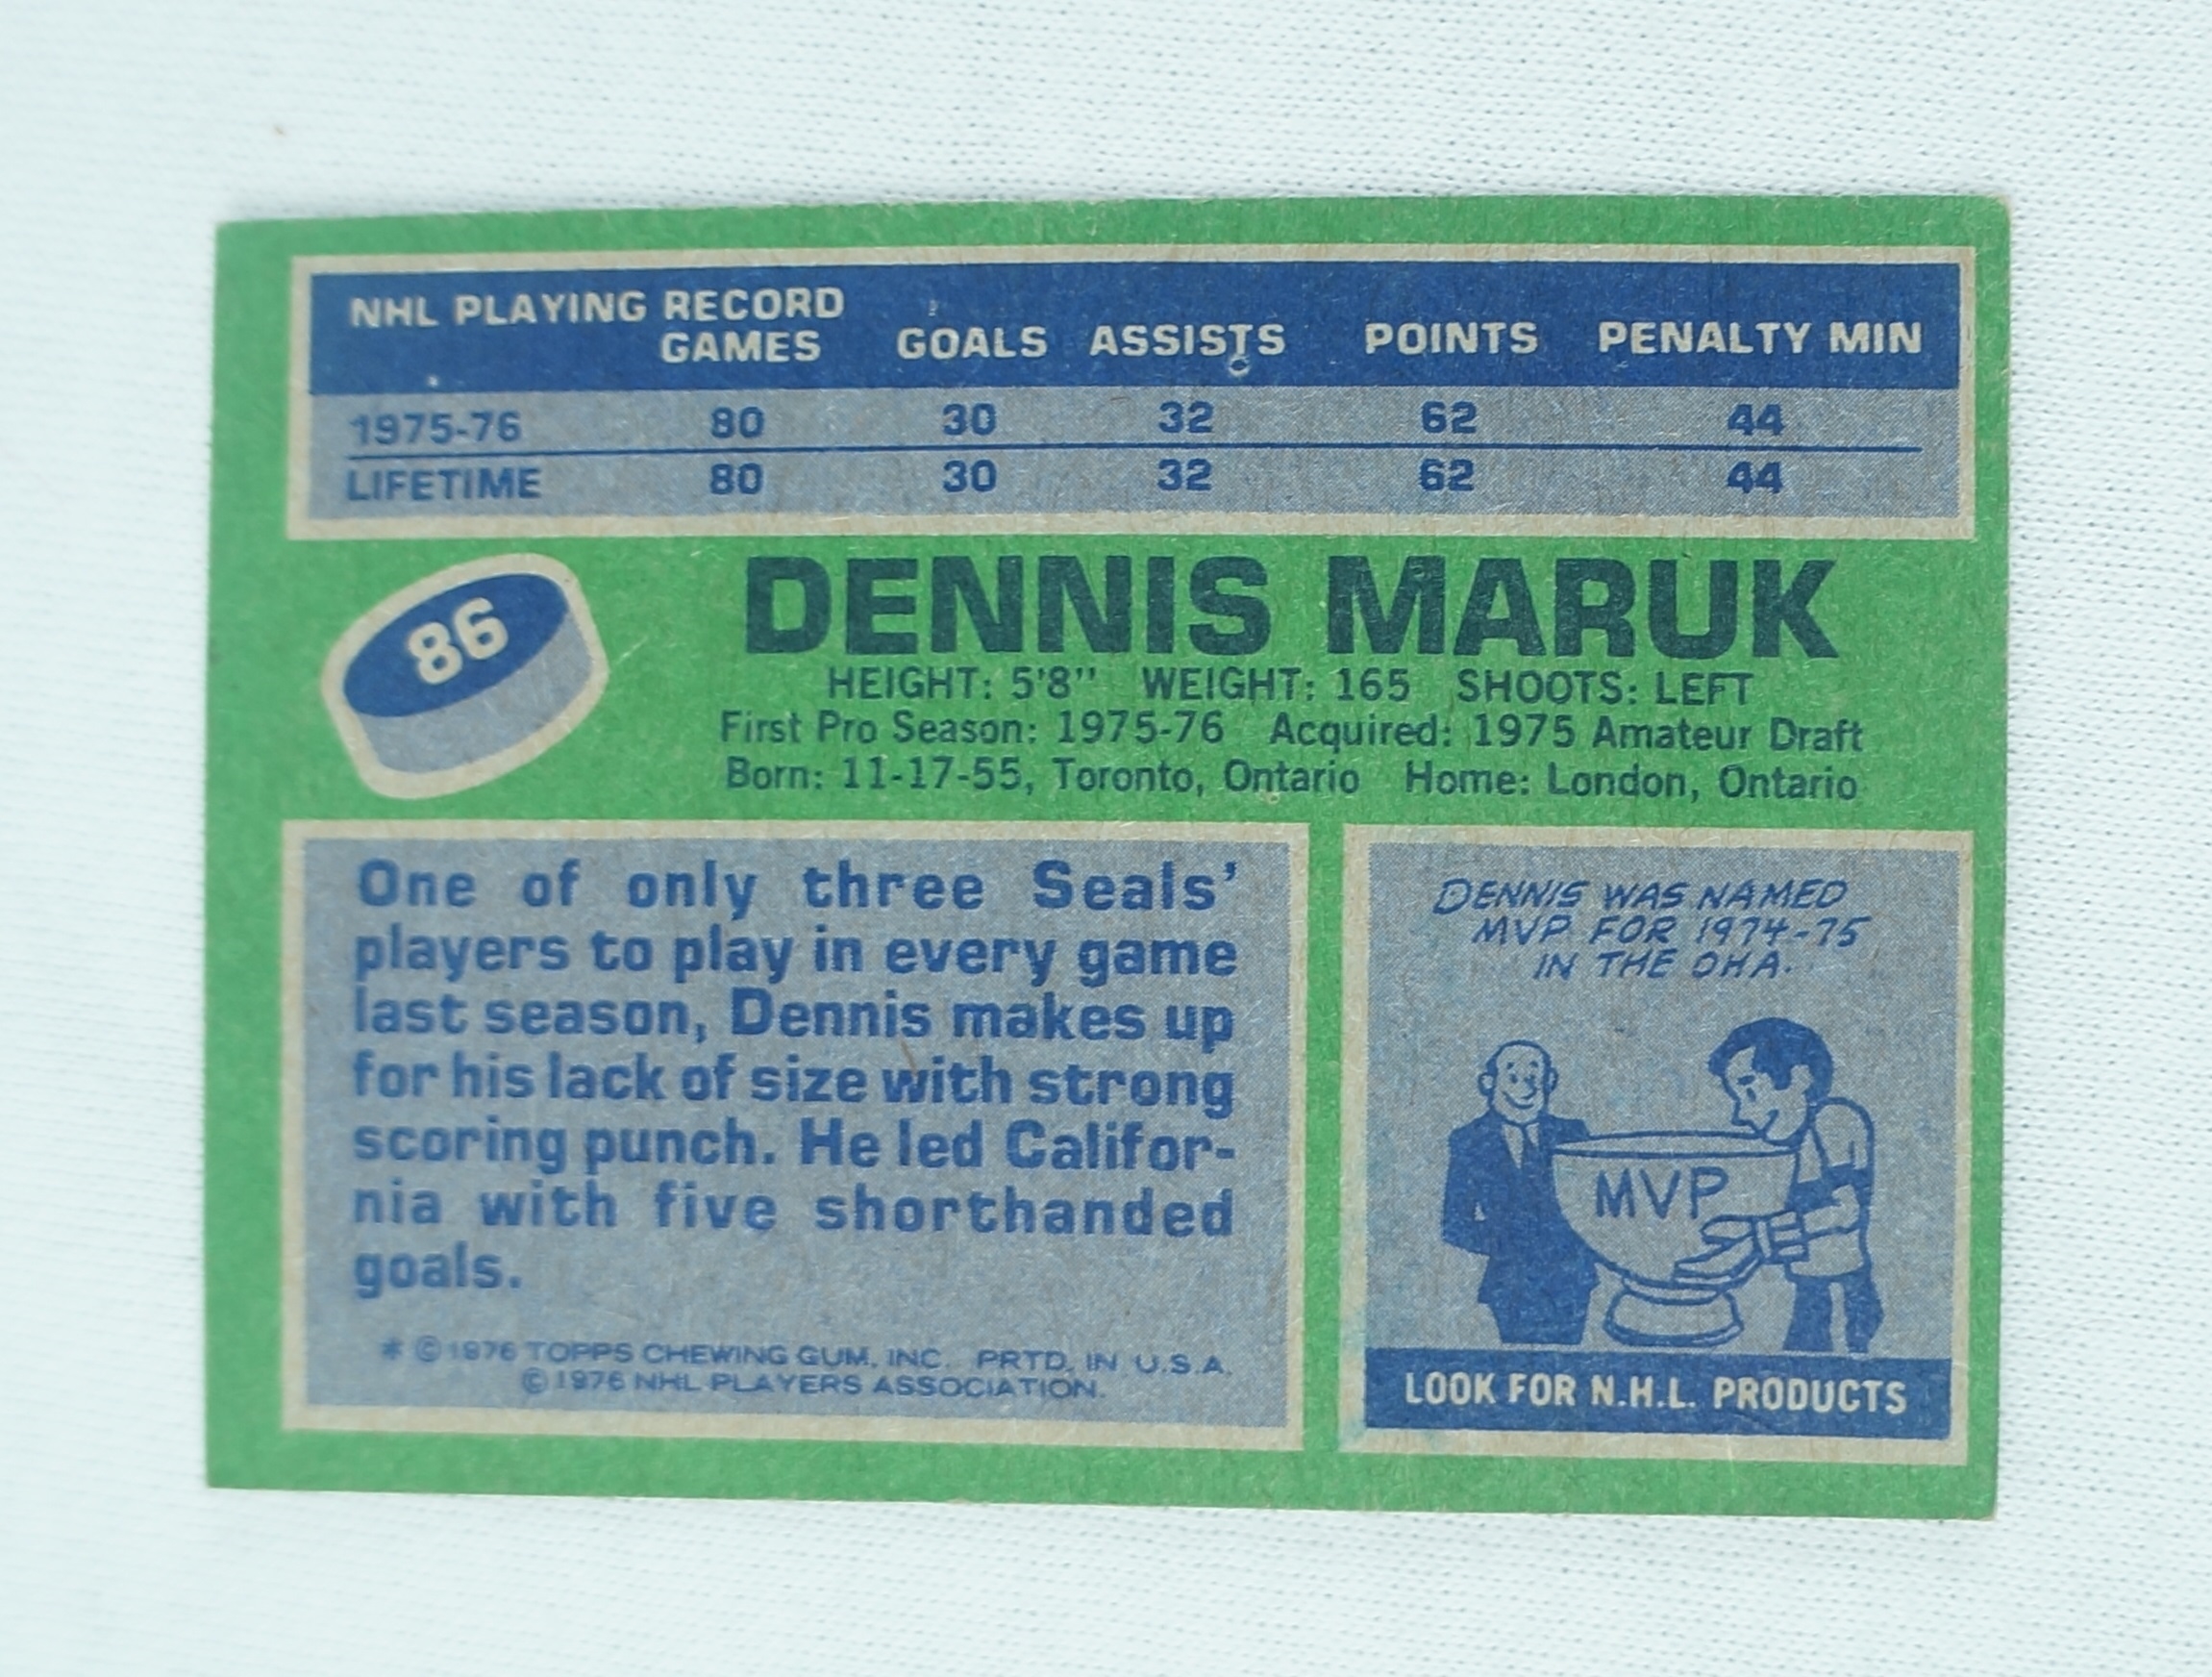 NHL PLAYING RECORD
GAMES GOALS ASSISTS POINTS PENALTY MIN
1975-76 80 30 32 62 44
LIFETIME 80 30 32 62 44
86
DENNIS MARUK
HEIGHT: 5'8" WEIGHT: 165 SHOOTS: LEFT
First Pro Season: 1975-76 Acquired: 1975 Amateur Draft
Born: 11-17-55, Toronto, Ontario Home: London, Ontario
One of only three Seals'
players to play in every game
last season, Dennis makes up
for his lack of size with strong
scoring punch. He led Califor-
nia with five shorthanded
goals.
* © 1976 TOPPS CHEWING GUM, INC. PRTD. IN U.S.A.
© 1976 NHL PLAYERS ASSOCIATION.
DENNIS WAS NAMED
MVP FOR 1974-75
IN THE OHA.
MVP
LOOK FOR N.H.L. PRODUCTS